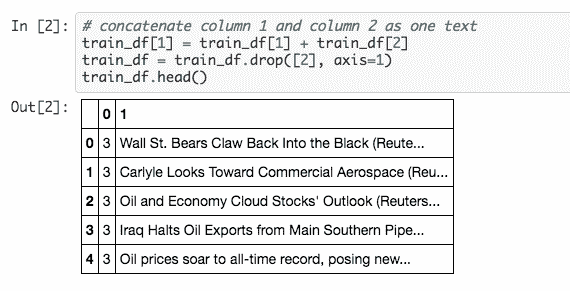 In [2]: # concatenate column 1 and column 2 as one text
train_df[1] = train_df[1] + train_df[2]
train_df = train_df.drop([2], axis=1)
train_df.head()
Out[2]:
0 1
0 3 Wall St. Bears Claw Back Into the Black (Reute...
1 3 Carlyle Looks Toward Commercial Aerospace (Reu...
2 3 Oil and Economy Cloud Stocks' Outlook (Reuters...
3 3 Iraq Halts Oil Exports from Main Southern Pipe...
4 3 Oil prices soar to all-time record, posing new...